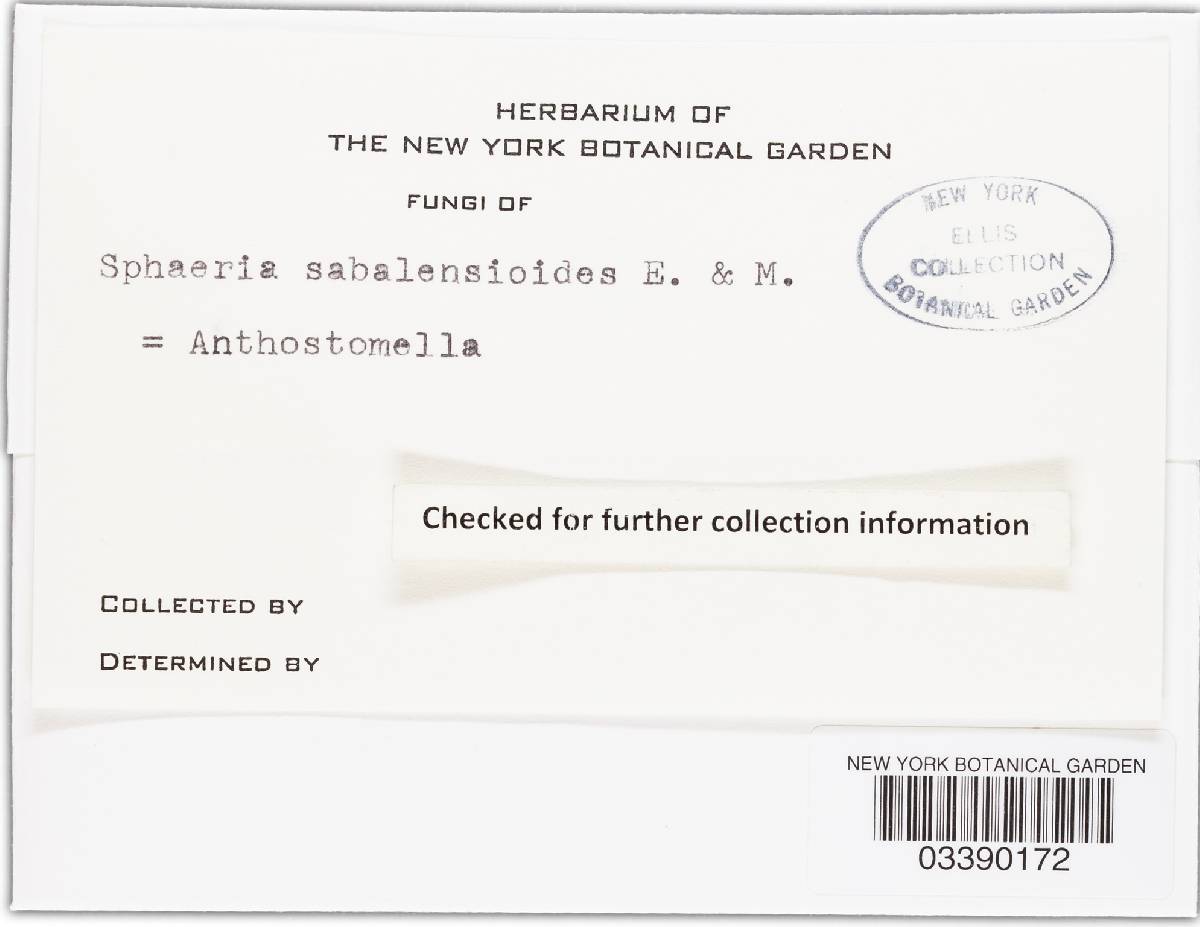 HERBARIUM OF
THE NEW YORK BOTANICAL GARDEN
FUNGI OF
NEW YORK
ELLIS
COLLECTION
BOTANICAL GARDEN
Sphaeria sabalensioides E. & M.
= Anthostomella
Checked for further collection information
COLLECTED BY
DETERMINED BY
NEW YORK BOTANICAL GARDEN
03390172